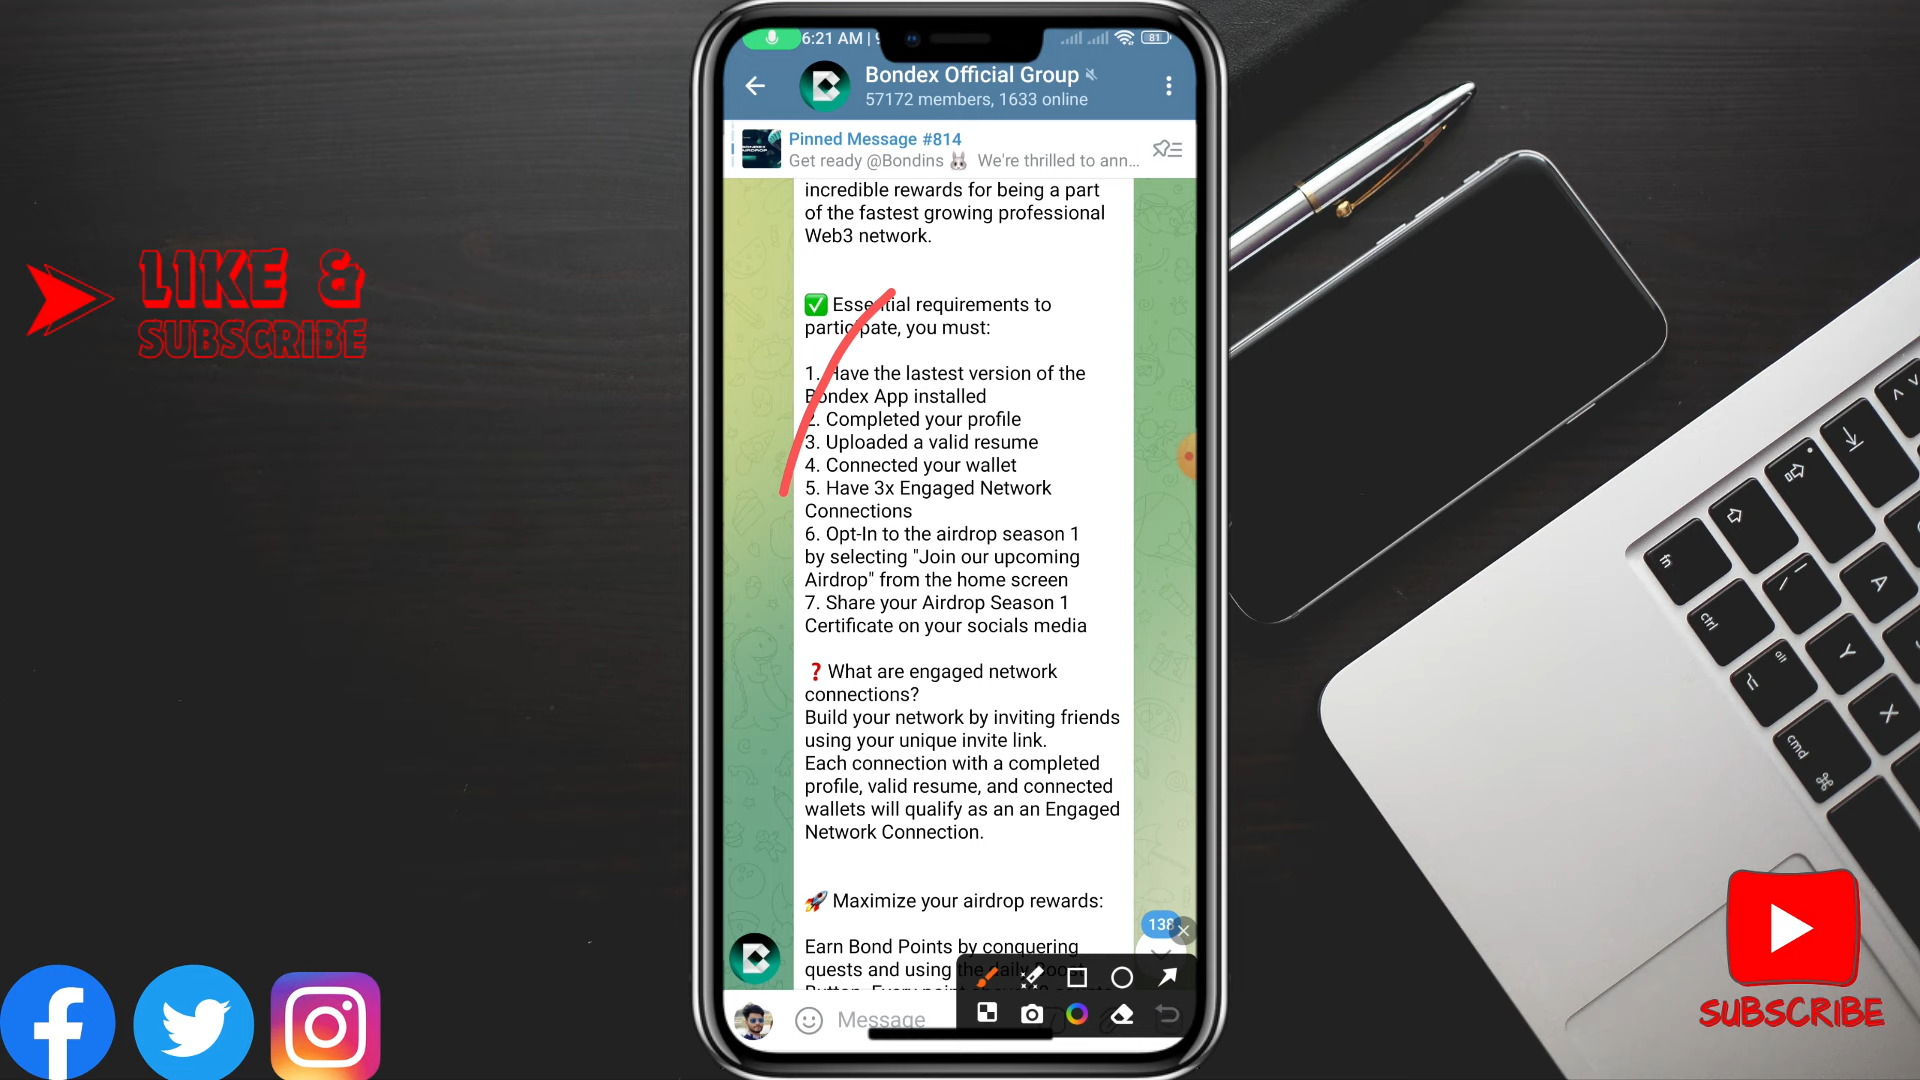 6:21 AM |
81
Bondex Official Group
57172 members, 1633 online
Pinned Message #814
Get ready @Bondins 🐰 We're thrilled to ann...
incredible rewards for being a part
of the fastest growing professional
Web3 network.
✅ Essential requirements to
participate, you must:
1. Have the lastest version of the
Bondex App installed
2. Completed your profile
3. Uploaded a valid resume
4. Connected your wallet
5. Have 3x Engaged Network
Connections
6. Opt-In to the airdrop season 1
by selecting "Join our upcoming
Airdrop" from the home screen
7. Share your Airdrop Season 1
Certificate on your socials media
❓ What are engaged network
connections?
Build your network by inviting friends
using your unique invite link.
Each connection with a completed
profile, valid resume, and connected
wallets will qualify as an an Engaged
Network Connection.
🚀 Maximize your airdrop rewards:
Earn Bond Points by conquering
quests and using the daily Boost
138
Message
LIKE &
SUBSCRIBE
SUBSCRIBE
fn
ctrl
alt
cmd
A
Y
X